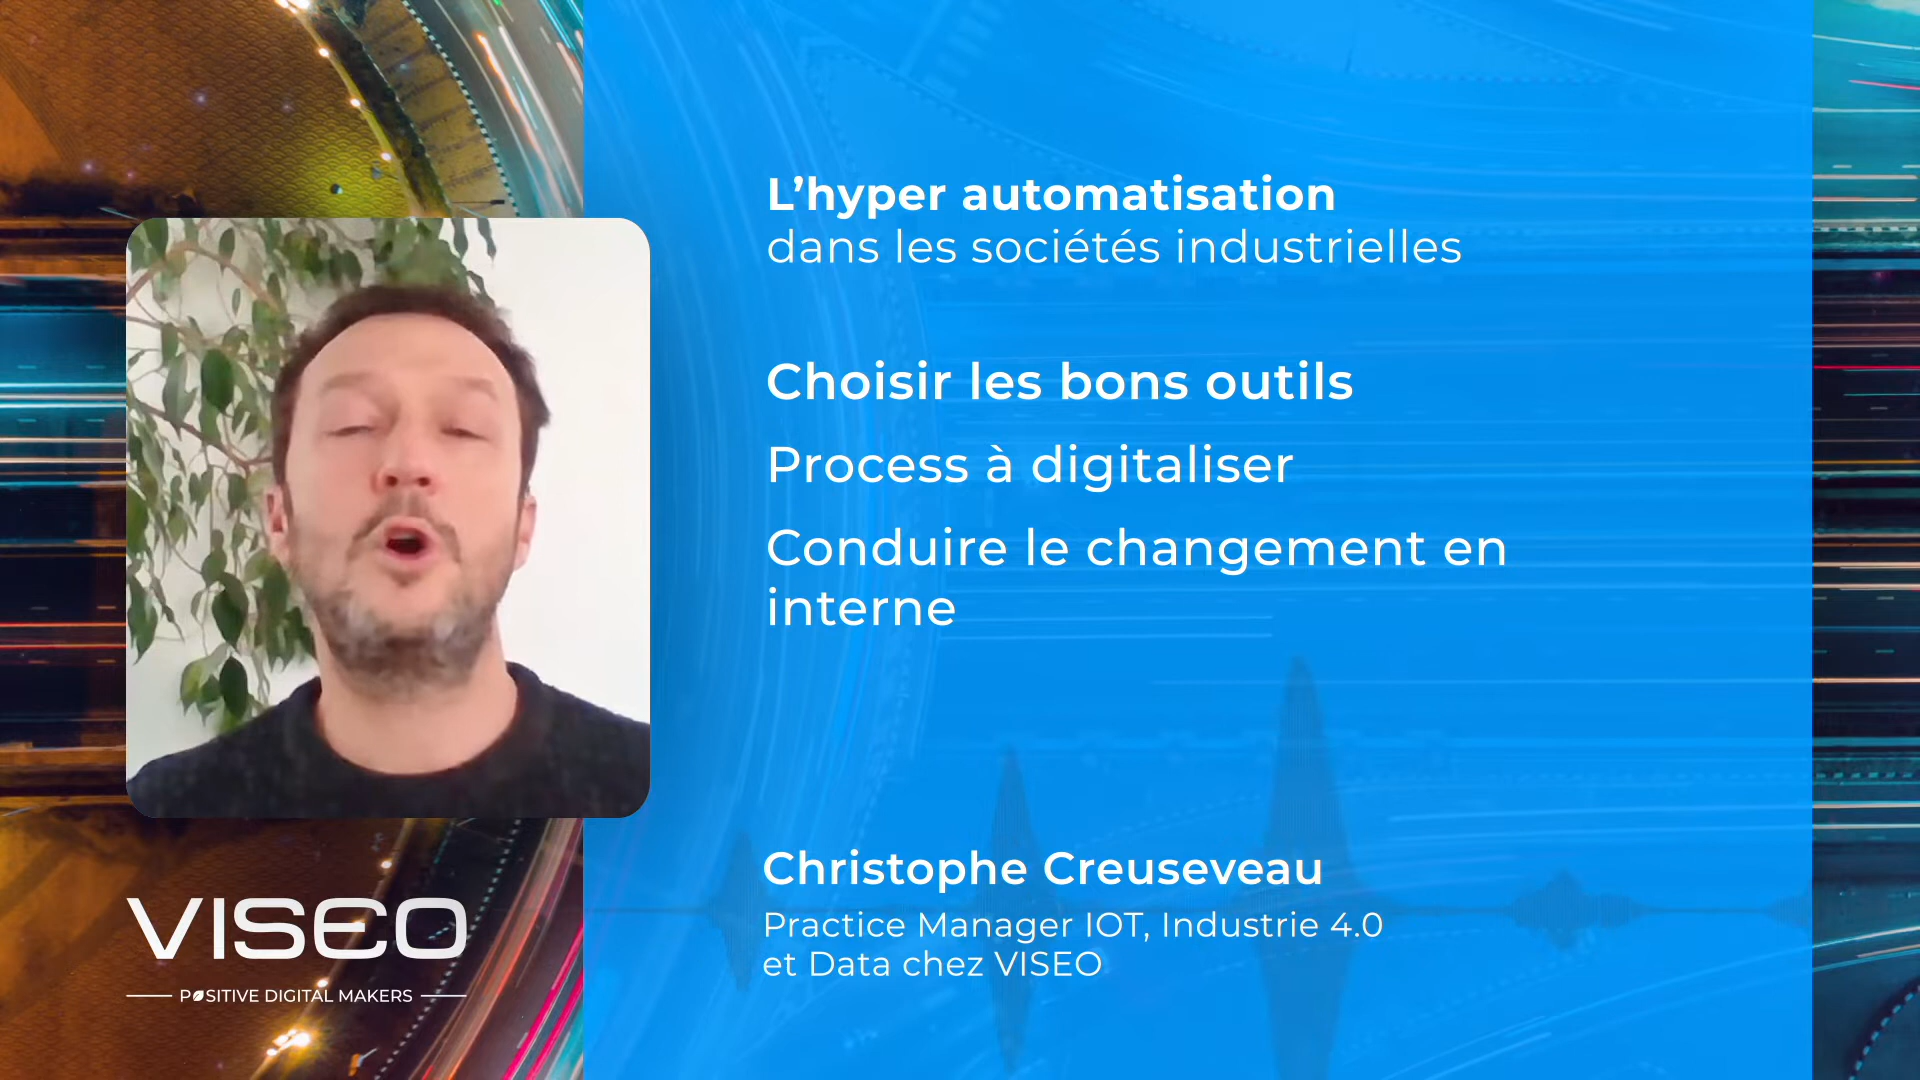 L’hyper automatisation
dans les sociétés industrielles
Choisir les bons outils
Process à digitaliser
Conduire le changement en
interne
Christophe Creuseveau
Practice Manager IOT, Industrie 4.0
et Data chez VISEO
VISEO
POSITIVE DIGITAL MAKERS